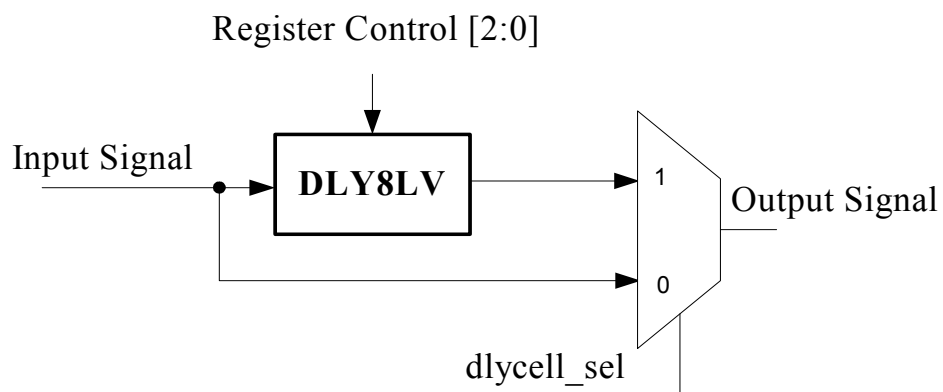 Register Control [2:0]
Input Signal
DLY8LV
1
Output Signal
0
dlycell_sel